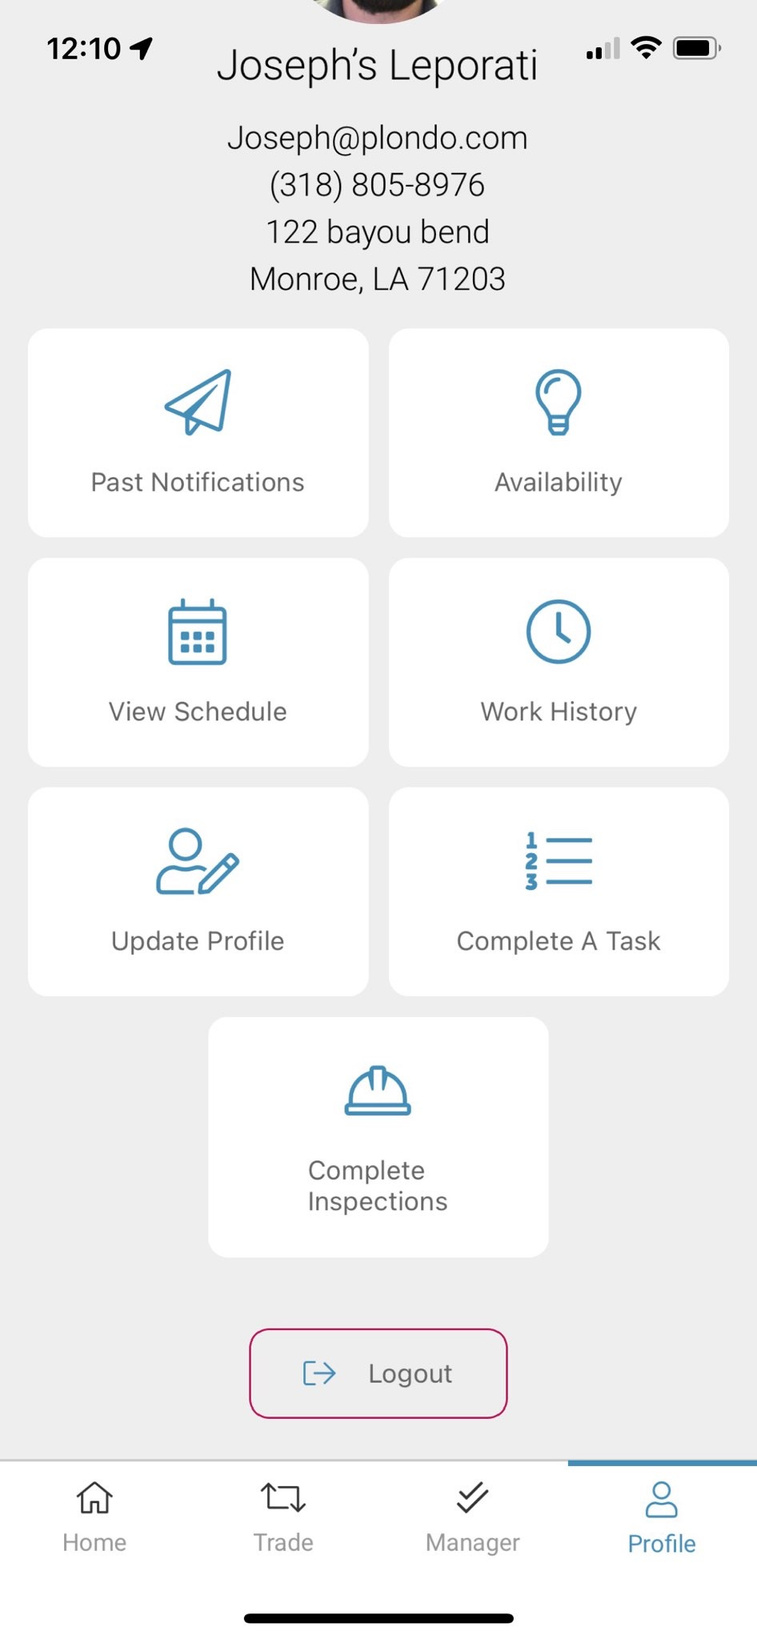 12:10
Joseph’s Leporati
Joseph@plondo.com
(318) 805-8976
122 bayou bend
Monroe, LA 71203
Past Notifications
Availability
View Schedule
Work History
Update Profile
1
2
3
Complete A Task
Complete
Inspections
Logout
Home
Trade
Manager
Profile